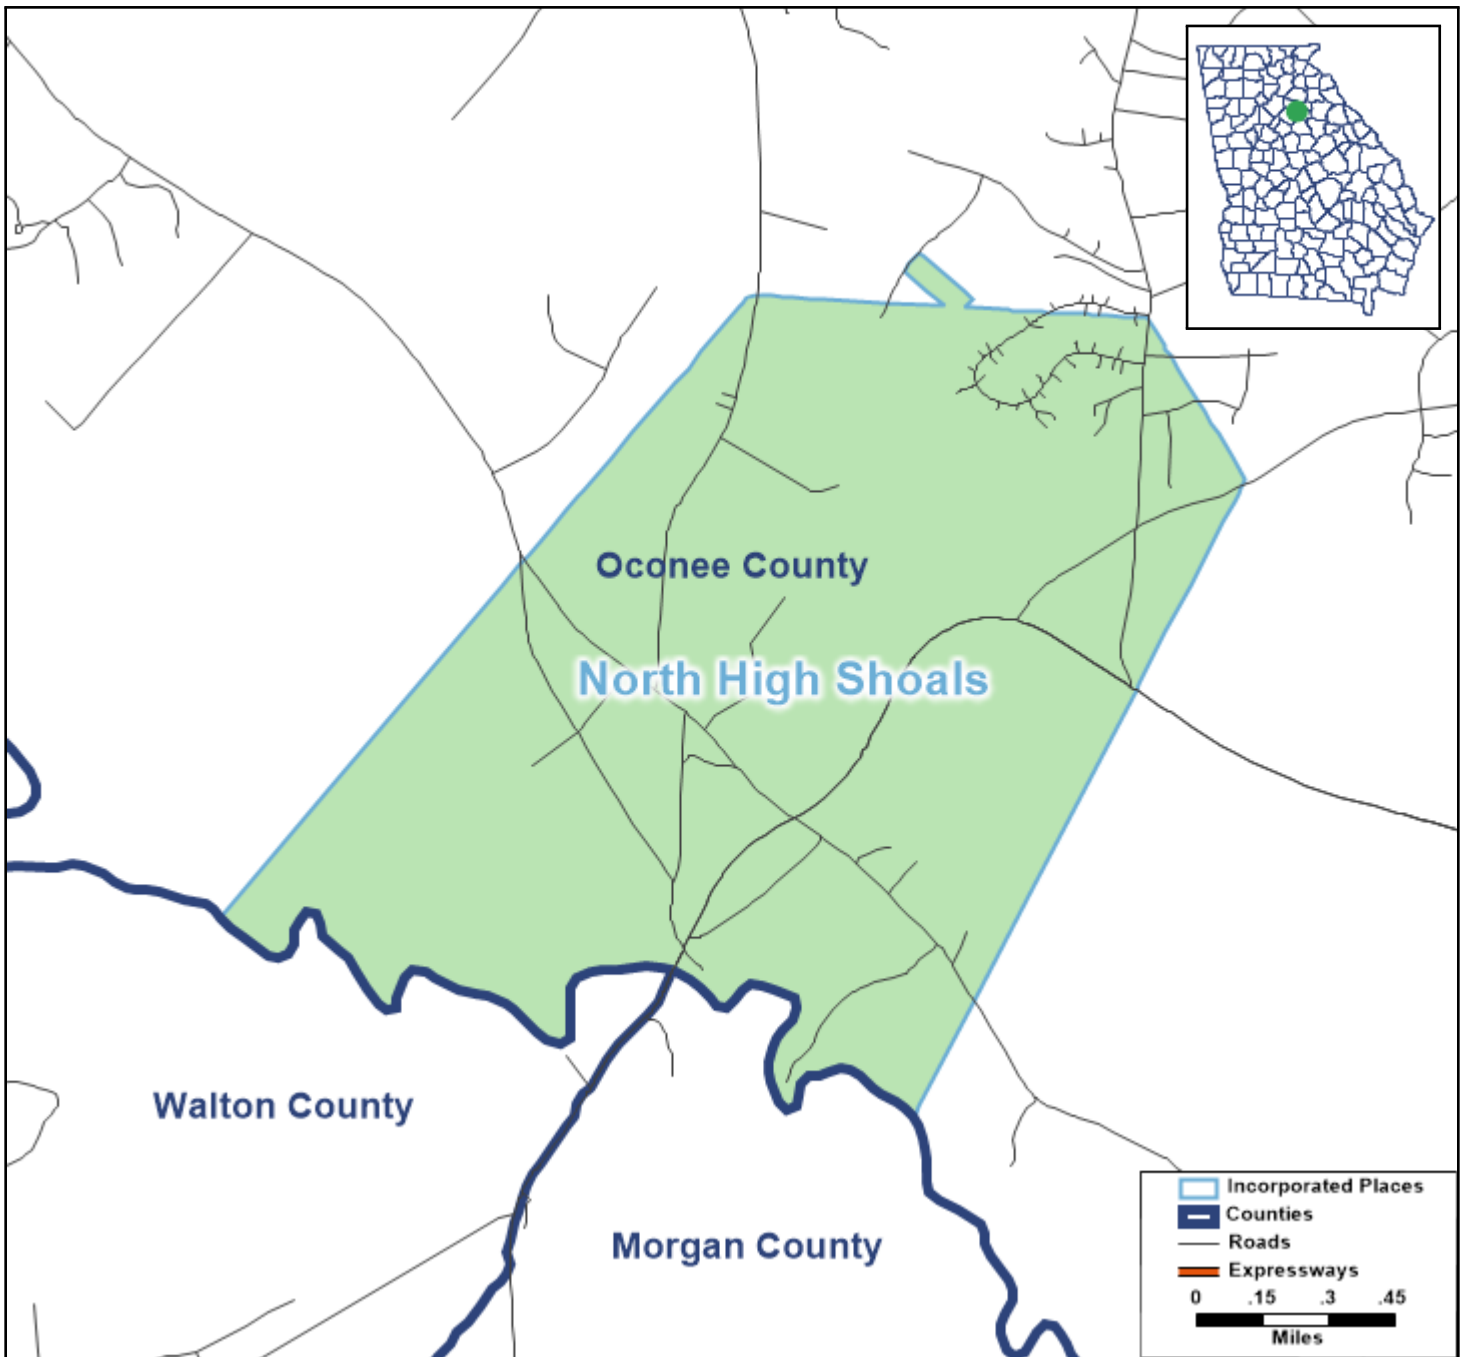 Oconee County
North High Shoals
Walton County
Morgan County
Incorporated Places
Counties
Roads
Expressways
0 .15 .3 .45
Miles